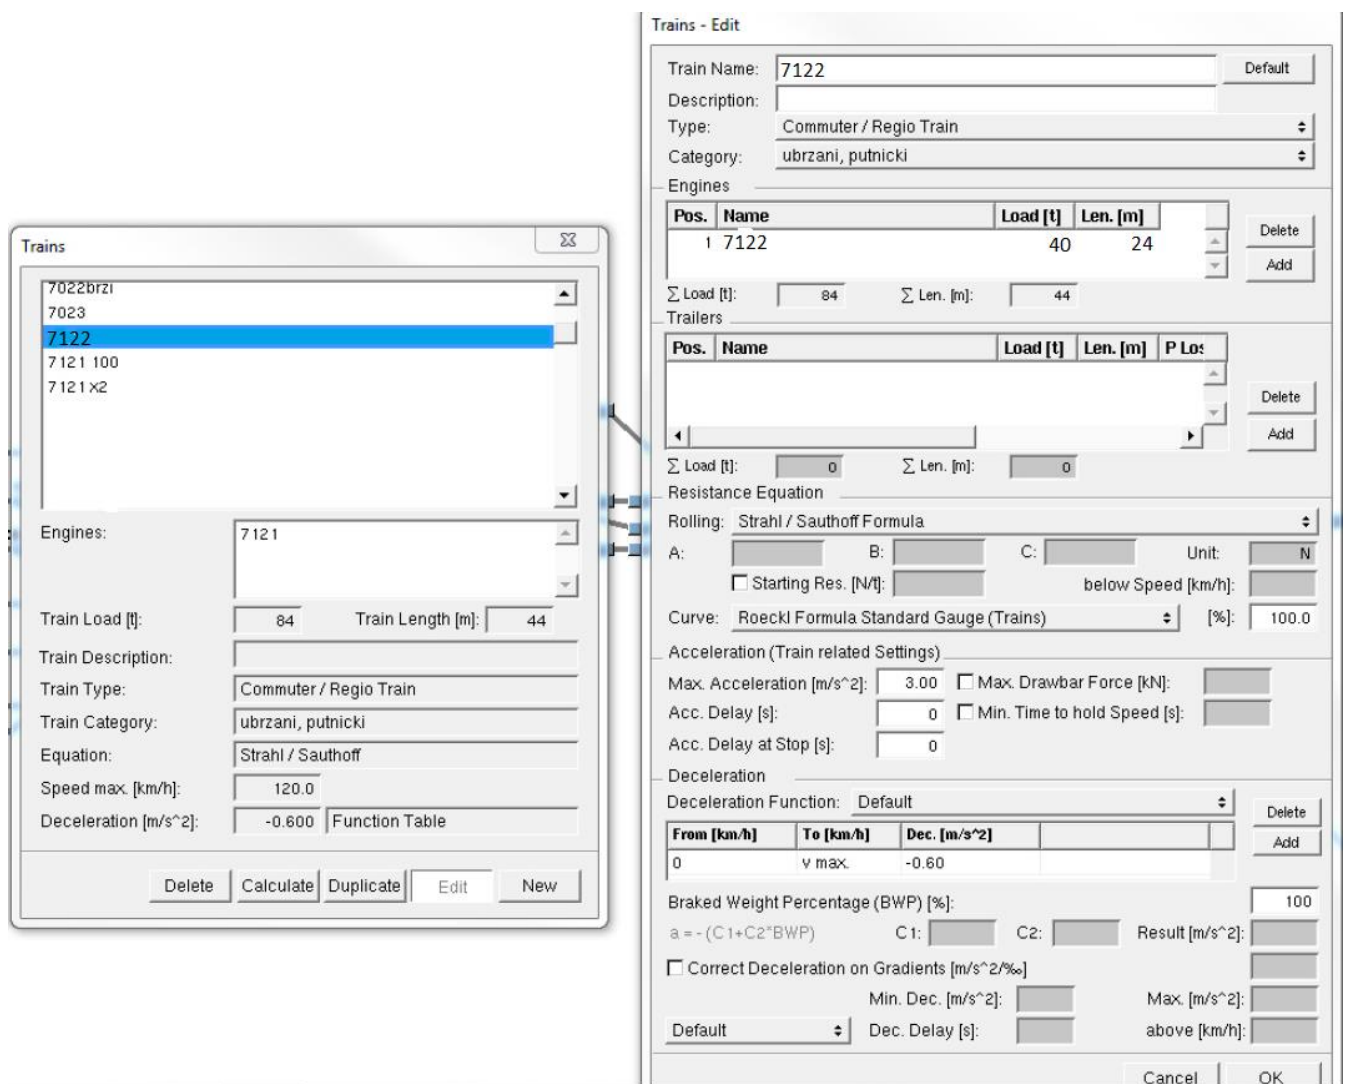 Trains
7022brzi
7023
7122
7121 100
7121x2
Engines: 7121
Train Load [t]: 84 Train Length [m]: 44
Train Description:
Train Type: Commuter / Regio Train
Train Category: ubrzani, putnicki
Equation: Strahl / Sauthoff
Speed max. [km/h]: 120.0
Deceleration [m/s^2]: -0.600 Function Table
Delete Calculate Duplicate Edit New
Trains - Edit
Train Name: 7122 Default
Description:
Type: Commuter / Regio Train
Category: ubrzani, putnicki
Engines
Pos. Name Load [t] Len. [m]
1 7122 40 24
Delete
Add
∑ Load [t]: 84 ∑ Len. [m]: 44
Trailers
Pos. Name Load [t] Len. [m] P Los
Delete
Add
∑ Load [t]: 0 ∑ Len. [m]: 0
Resistance Equation
Rolling: Strahl / Sauthoff Formula
A: B: C: Unit: N
Starting Res. [N/t]: below Speed [km/h]:
Curve: Roeckl Formula Standard Gauge (Trains) [%]: 100.0
Acceleration (Train related Settings)
Max. Acceleration [m/s^2]: 3.00 Max. Drawbar Force [kN]:
Acc. Delay [s]: 0 Min. Time to hold Speed [s]:
Acc. Delay at Stop [s]: 0
Deceleration
Deceleration Function: Default
Delete
From [km/h] To [km/h] Dec. [m/s^2]
Add
0 v max. -0.60
Braked Weight Percentage (BWP) [%]: 100
a = - (C1+C2*BWP) C1: C2: Result [m/s^2]:
Correct Deceleration on Gradients [m/s^2/‰]
Min. Dec. [m/s^2]: Max. [m/s^2]:
Default Dec. Delay [s]: above [km/h]:
Cancel OK